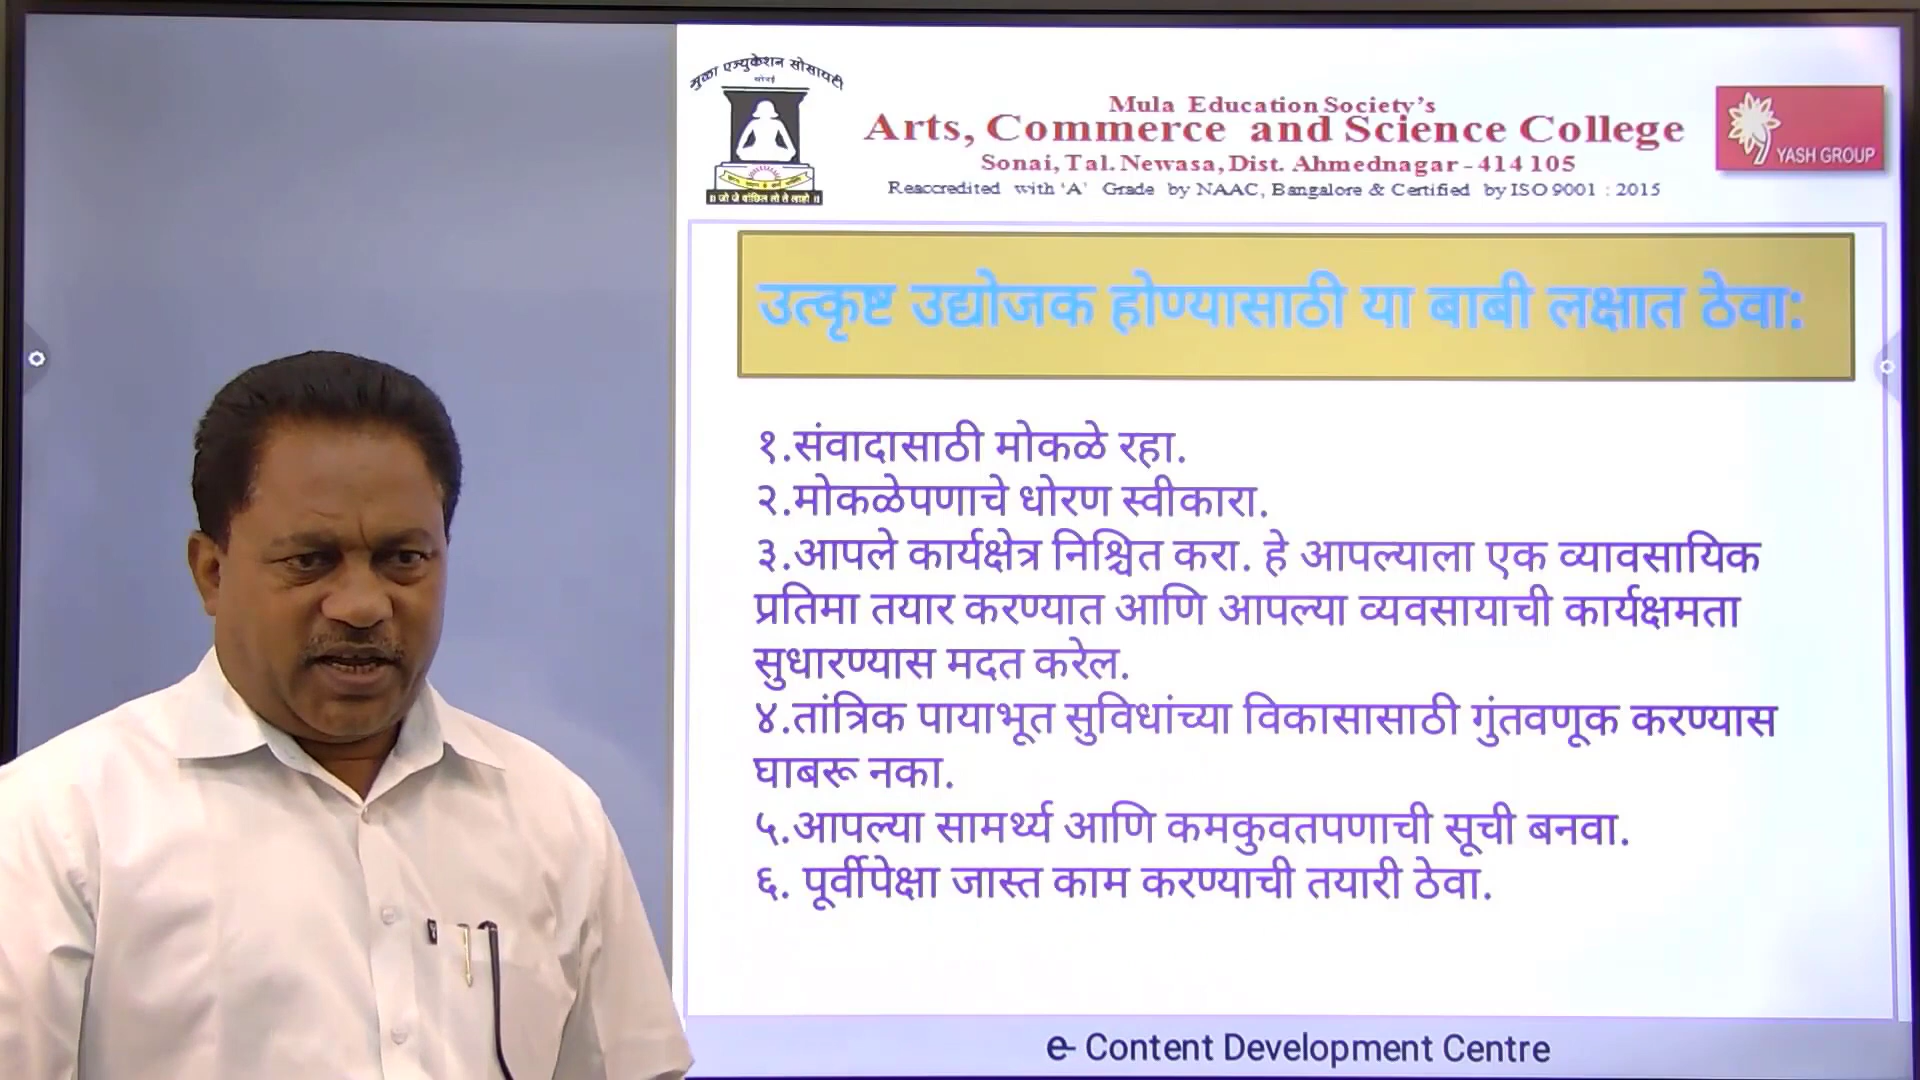 मुळा एज्युकेशन सोसायटी
सोनई
Mula Education Society's
Arts, Commerce and Science College
Sonai, Tal. Newasa, Dist. Ahmednagar - 414 105
Reaccredited with 'A' Grade by NAAC, Bangalore & Certified by ISO 9001 : 2015
YASH GROUP
॥ जो जे वांछिल तो ते लाहो ॥
उत्कृष्ट उद्योजक होण्यासाठी या बाबी लक्षात ठेवा:
१.संवादासाठी मोकळे रहा.
२.मोकळेपणाचे धोरण स्वीकारा.
३.आपले कार्यक्षेत्र निश्चित करा. हे आपल्याला एक व्यावसायिक
प्रतिमा तयार करण्यात आणि आपल्या व्यवसायाची कार्यक्षमता
सुधारण्यास मदत करेल.
४.तांत्रिक पायाभूत सुविधांच्या विकासासाठी गुंतवणूक करण्यास
घाबरू नका.
५.आपल्या सामर्थ्य आणि कमकुवतपणाची सूची बनवा.
६. पूर्वीपेक्षा जास्त काम करण्याची तयारी ठेवा.
e- Content Development Centre